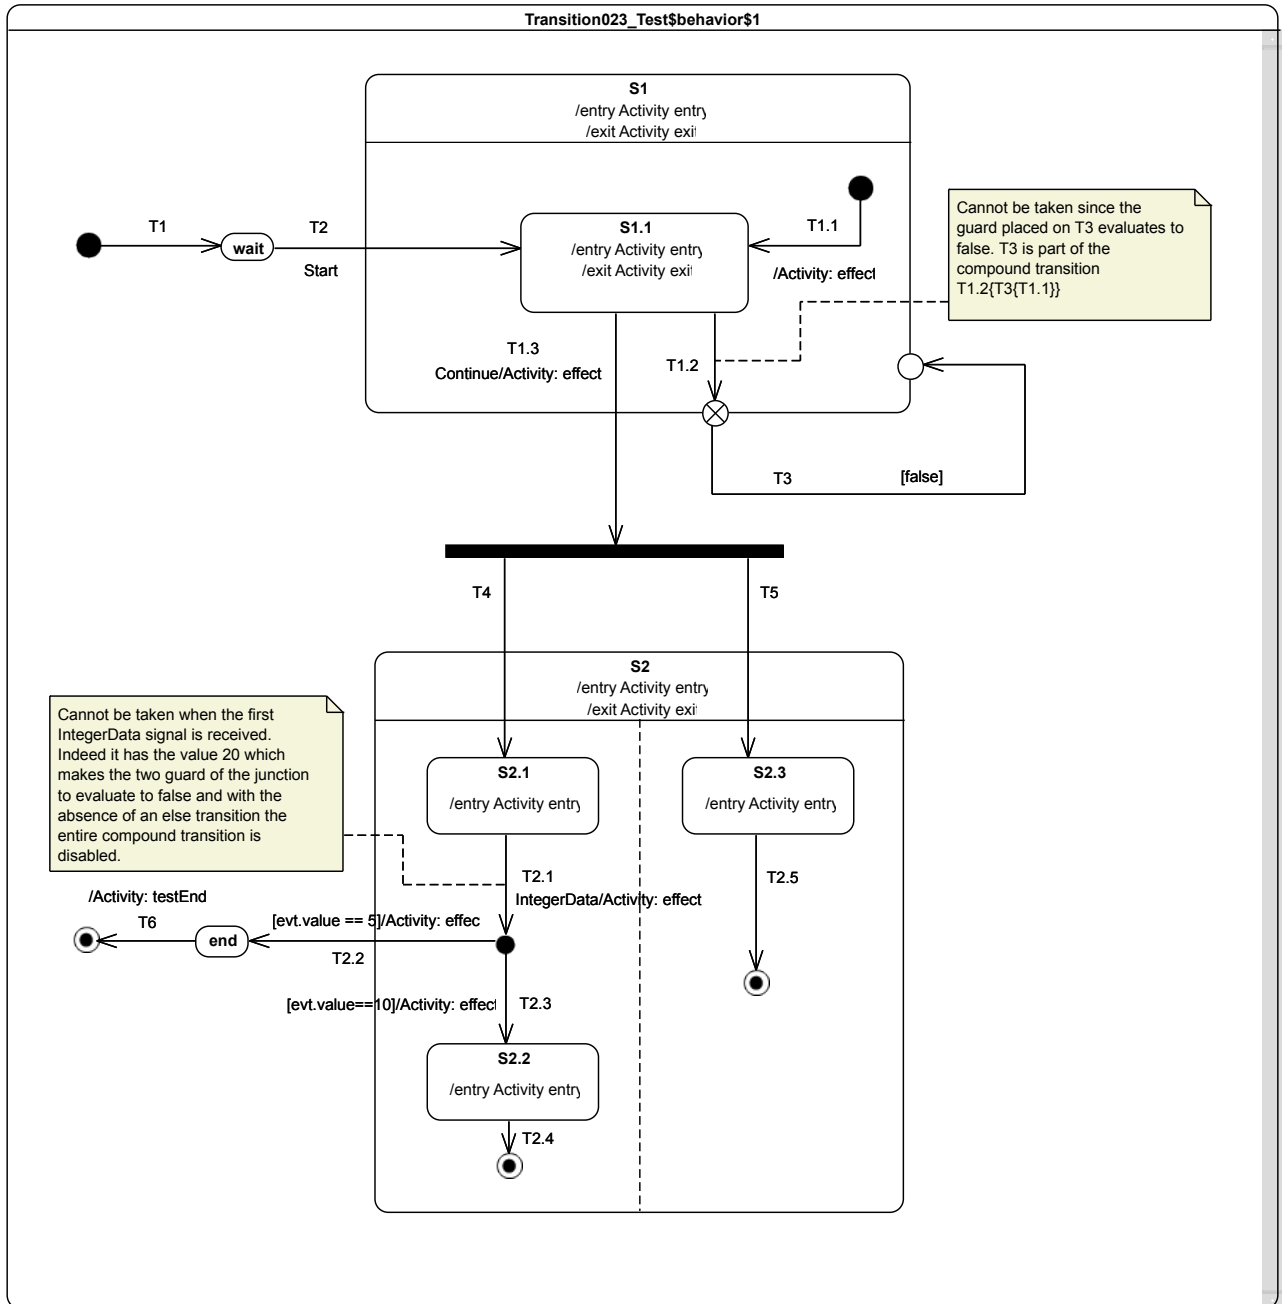 Transition023_Test$behavior$1
S1
/entry Activity entry
/exit Activity exit
T1
wait
T2
Start
S1.1
/entry Activity entry
/exit Activity exit
T1.1
/Activity: effect
Cannot be taken since the
guard placed on T3 evaluates to
false. T3 is part of the
compound transition
T1.2{T3{T1.1}}
T1.3
Continue/Activity: effect
T1.2
T3
[false]
T4
T5
S2
/entry Activity entry
/exit Activity exit
Cannot be taken when the first
IntegerData signal is received.
Indeed it has the value 20 which
makes the two guard of the junction
to evaluate to false and with the
absence of an else transition the
entire compound transition is
disabled.
S2.1
/entry Activity entry
S2.3
/entry Activity entry
T2.1
IntegerData/Activity: effect
T2.5
/Activity: testEnd
T6
end
[evt.value == 5]/Activity: effec
T2.2
[evt.value==10]/Activity: effect
T2.3
S2.2
/entry Activity entry
T2.4